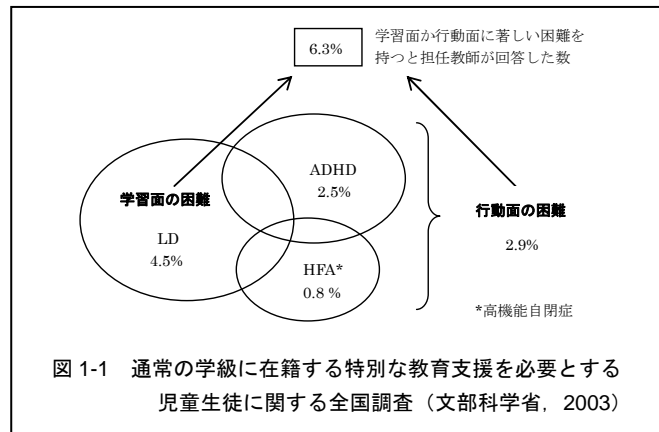 6.3%
学習面か行動面に著しい困難を
持つと担任教師が回答した数
ADHD
2.5%
学習面の困難
LD
4.5%
HFA*
0.8 %
行動面の困難
2.9%
*高機能自閉症
図 1-1 通常の学級に在籍する特別な教育支援を必要とする
児童生徒に関する全国調査(文部科学省,2003)